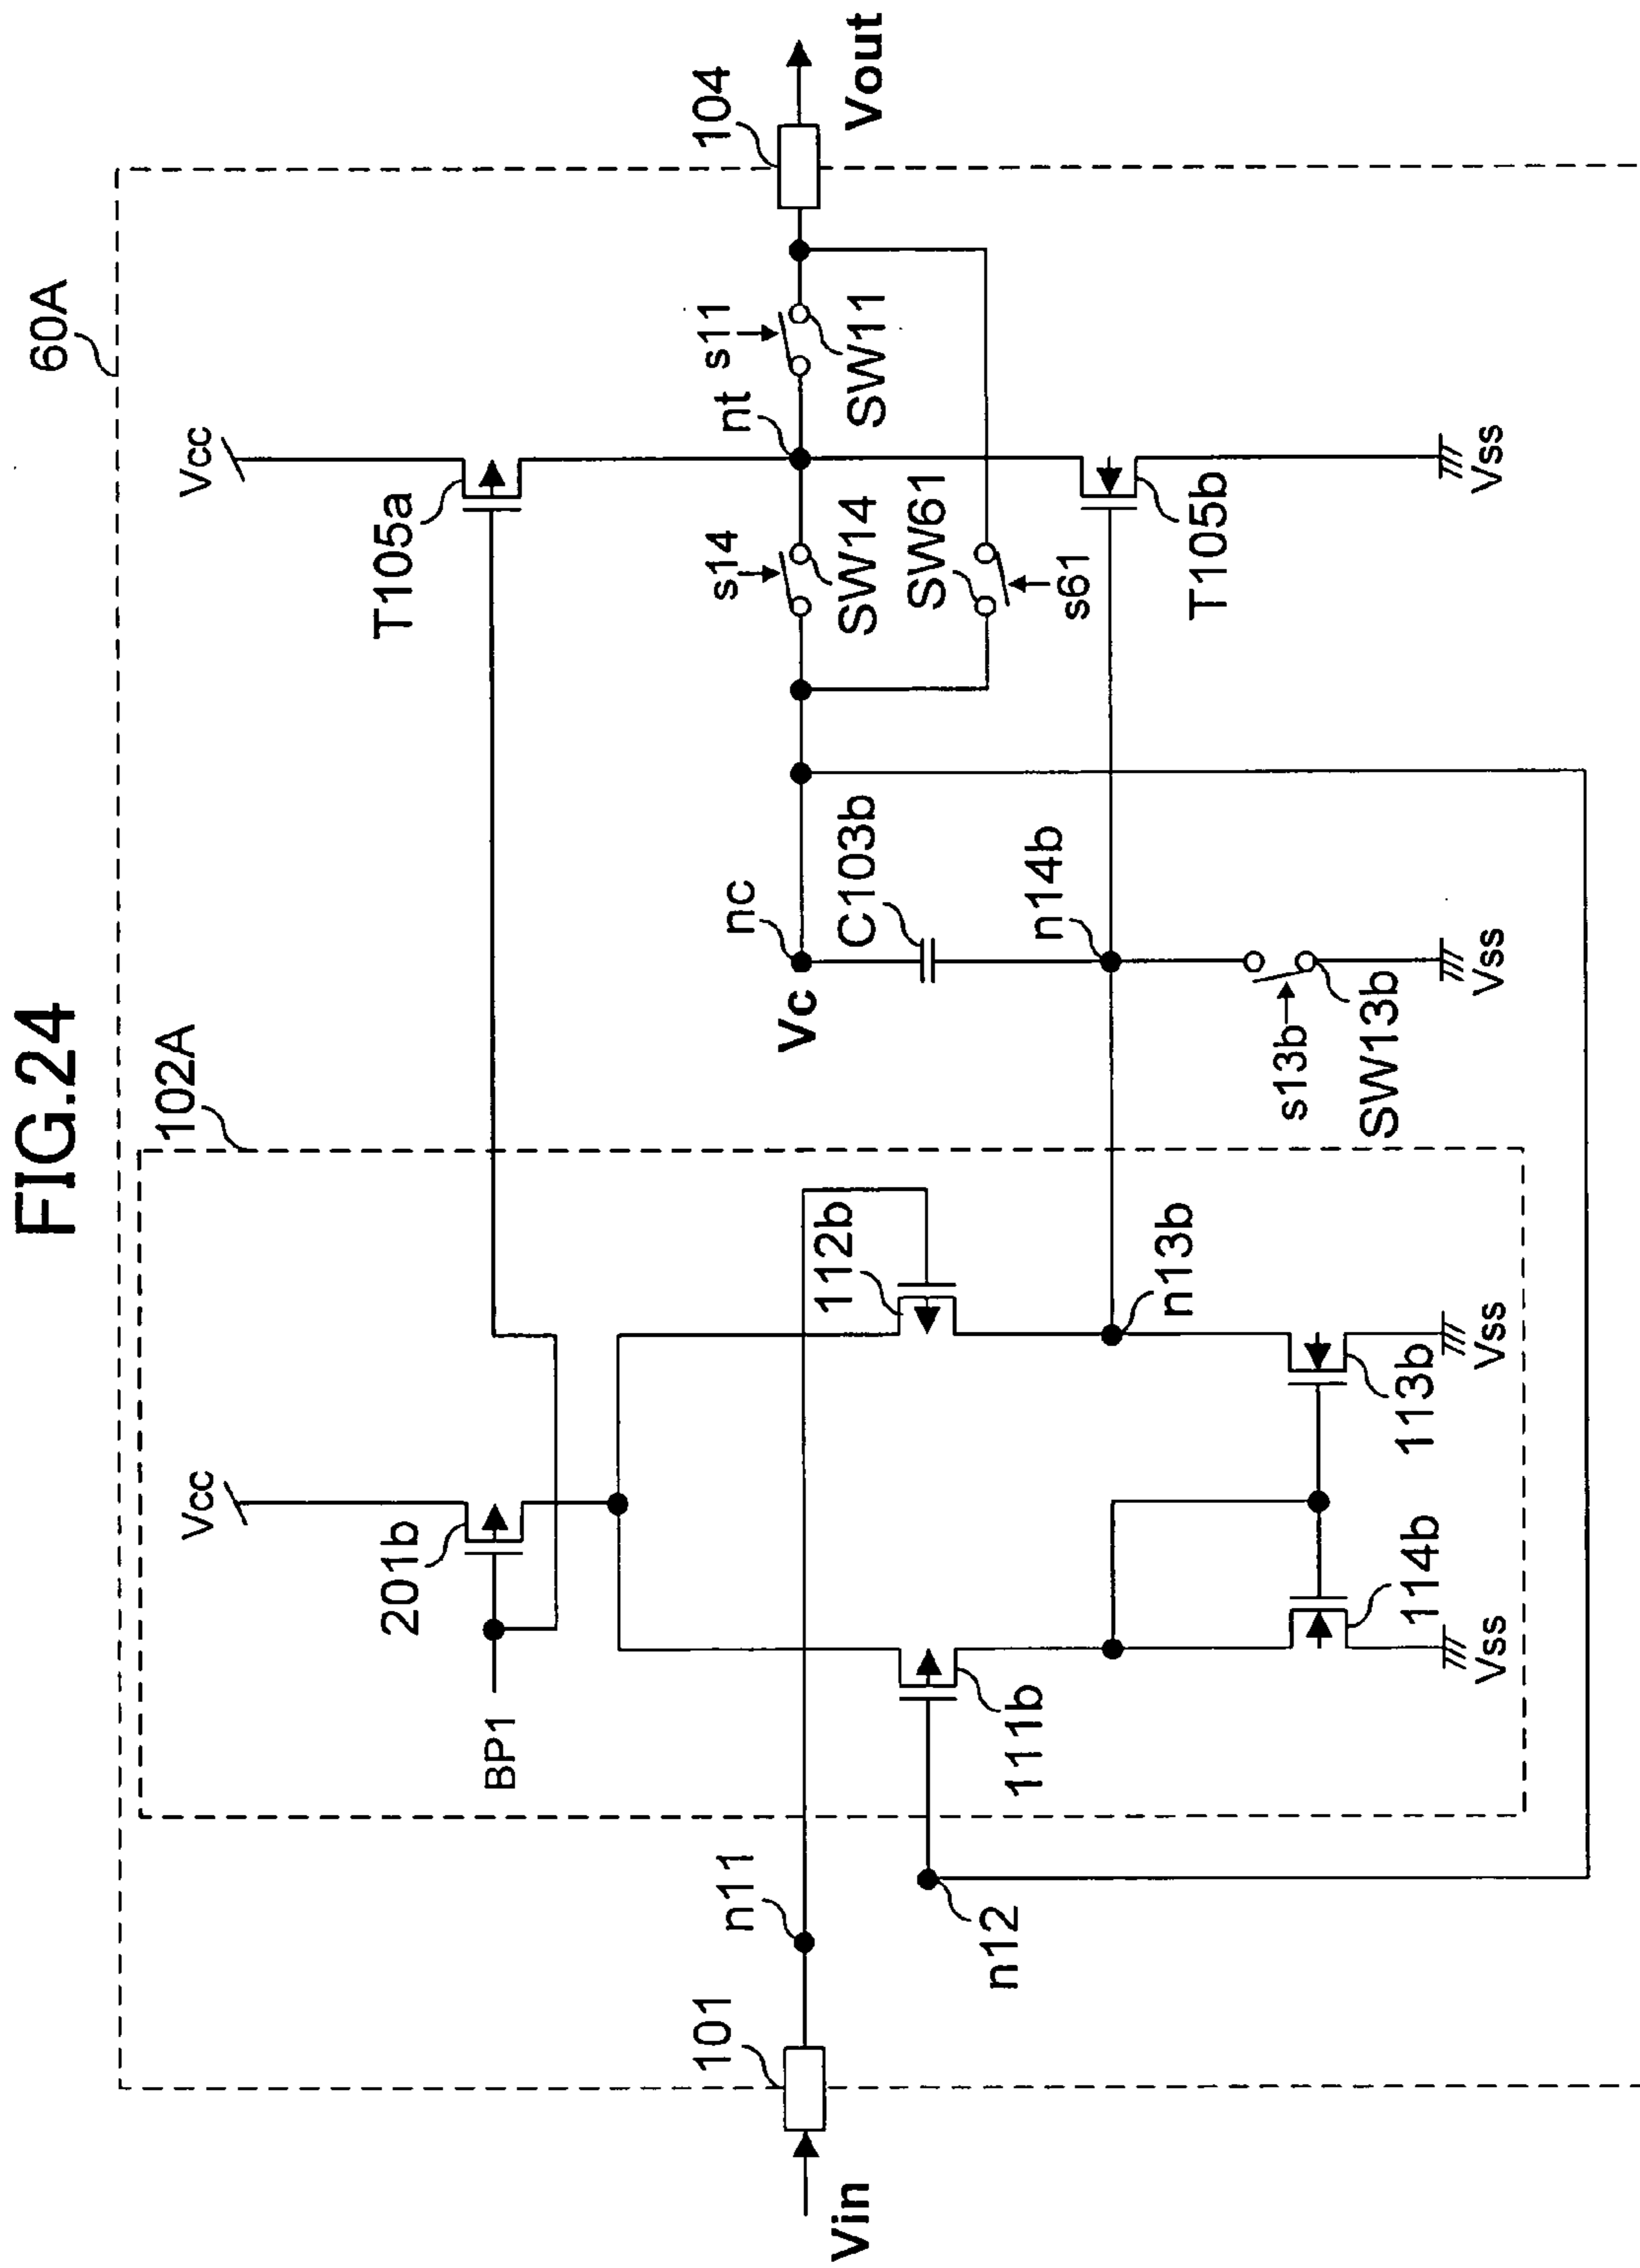 FIG.24
60A
102A
Vcc
Vcc
T105a
201b
BP1
s14
nt
s11
104
Vout
SW14
SW11
SW61
s61
nc
Vc
C103b
n14b
T105b
Vss
s13b
SW13b
Vss
112b
n13b
111b
113b
114b
Vss
Vss
n11
101
Vin
n12